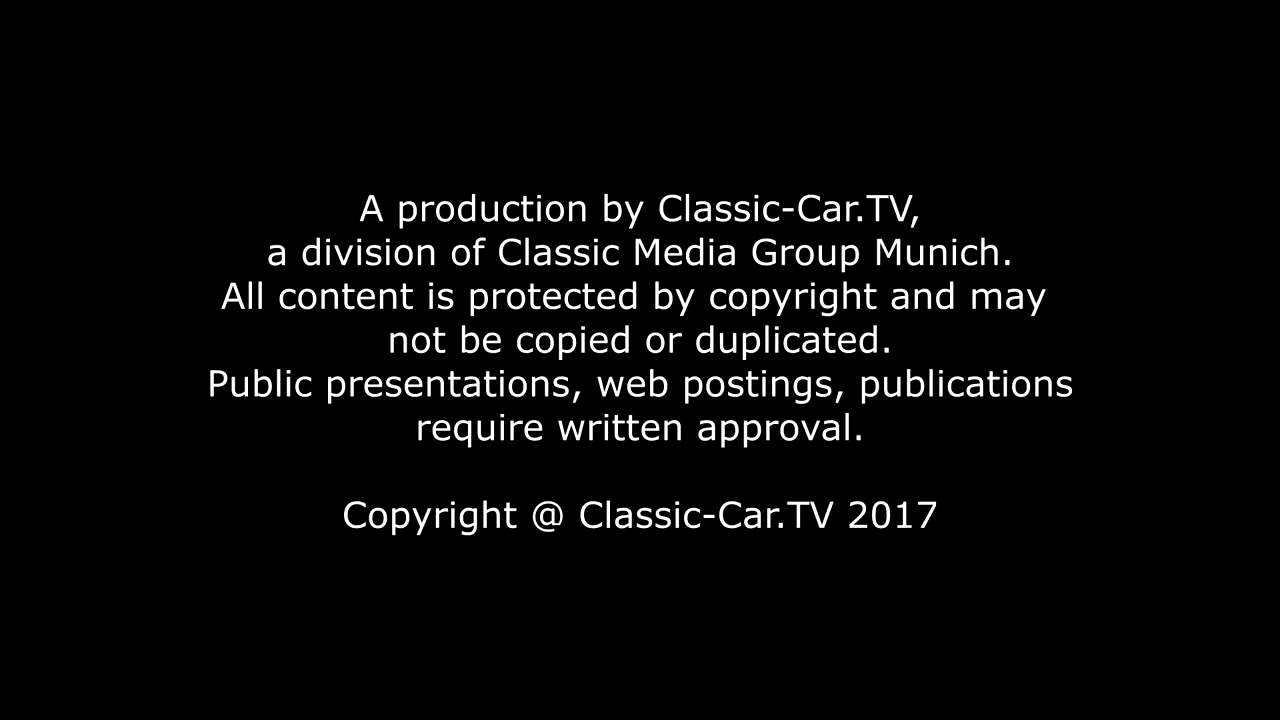 A production by Classic-Car.TV,
a division of Classic Media Group Munich.
All content is protected by copyright and may
not be copied or duplicated.
Public presentations, web postings, publications
require written approval.
Copyright @ Classic-Car.TV 2017